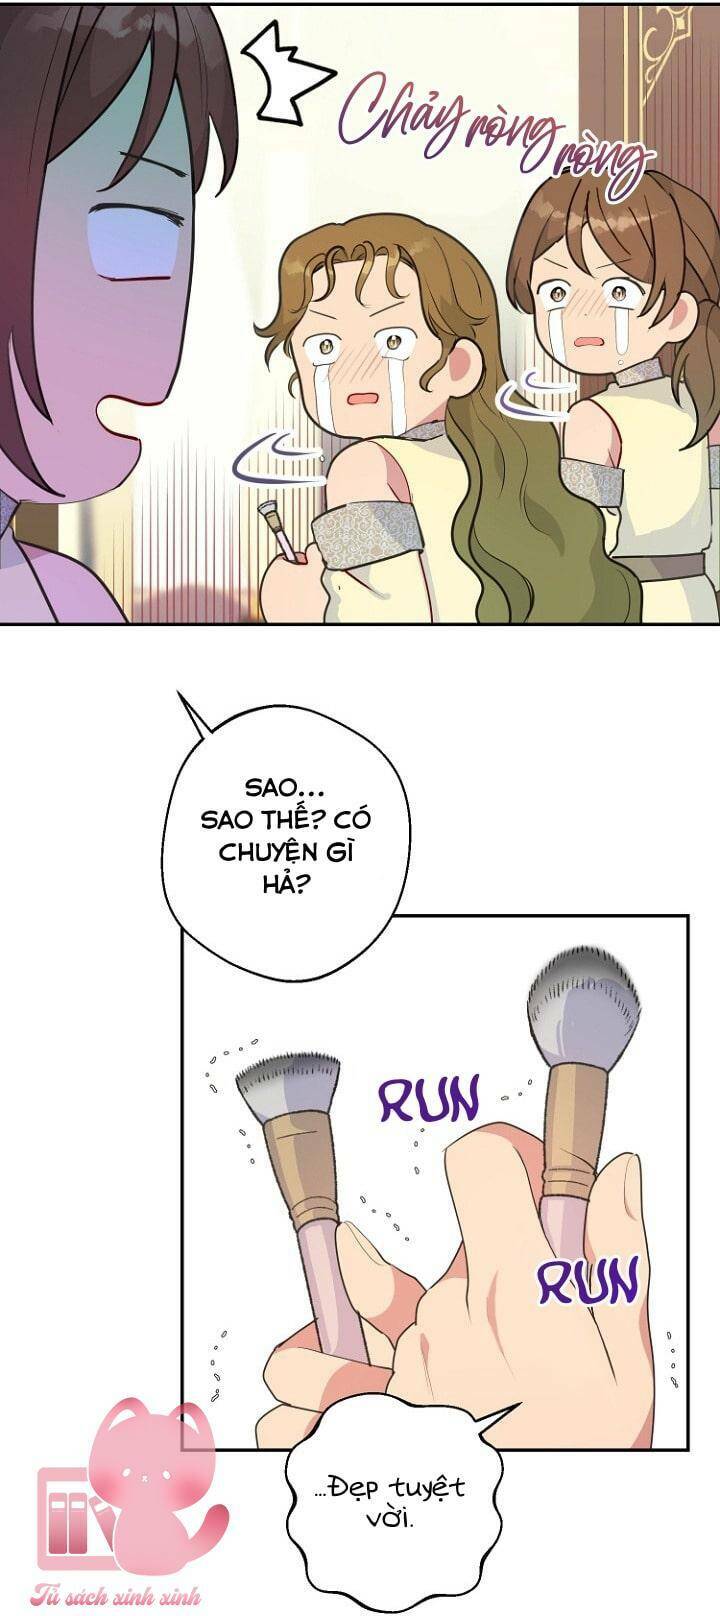 Chảy ròng ròng
SAO...
SAO THẾ? CÓ
CHUYỆN GÌ
HẢ?
RUN
RUN
...Đẹp tuyệt
vời.
Tủ sách xinh xinh